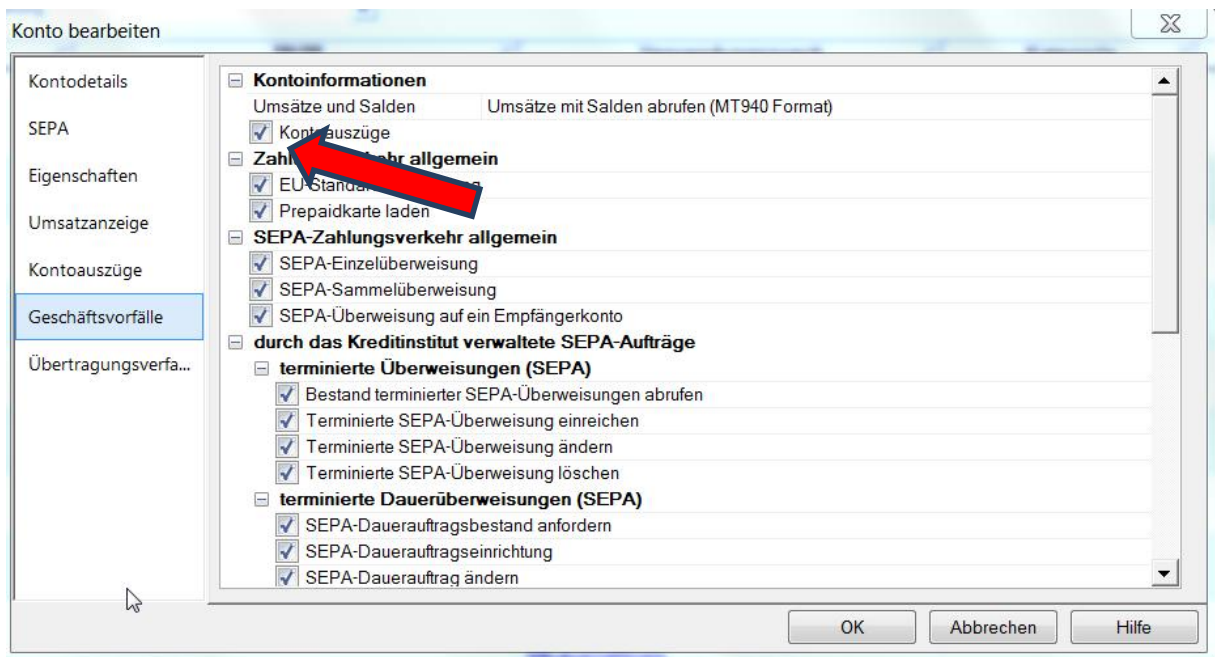 Konto bearbeiten
Kontodetails
SEPA
Eigenschaften
Umsatzanzeige
Kontoauszüge
Geschäftsvorfälle
Übertragungsverfa...
Kontoinformationen
Umsätze und Salden Umsätze mit Salden abrufen (MT940 Format)
Kontoauszüge
allgemein
Prepaidkarte laden
SEPA-Zahlungsverkehr allgemein
SEPA-Einzelüberweisung
SEPA-Sammelüberweisung
SEPA-Überweisung auf ein Empfängerkonto
durch das Kreditinstitut verwaltete SEPA-Aufträge
terminierte Überweisungen (SEPA)
Bestand terminierter SEPA-Überweisungen abrufen
Terminierte SEPA-Überweisung einreichen
Terminierte SEPA-Überweisung ändern
Terminierte SEPA-Überweisung löschen
terminierte Dauerüberweisungen (SEPA)
SEPA-Dauerauftragsbestand anfordern
SEPA-Dauerauftragseinrichtung
SEPA-Dauerauftrag ändern
OK Abbrechen Hilfe